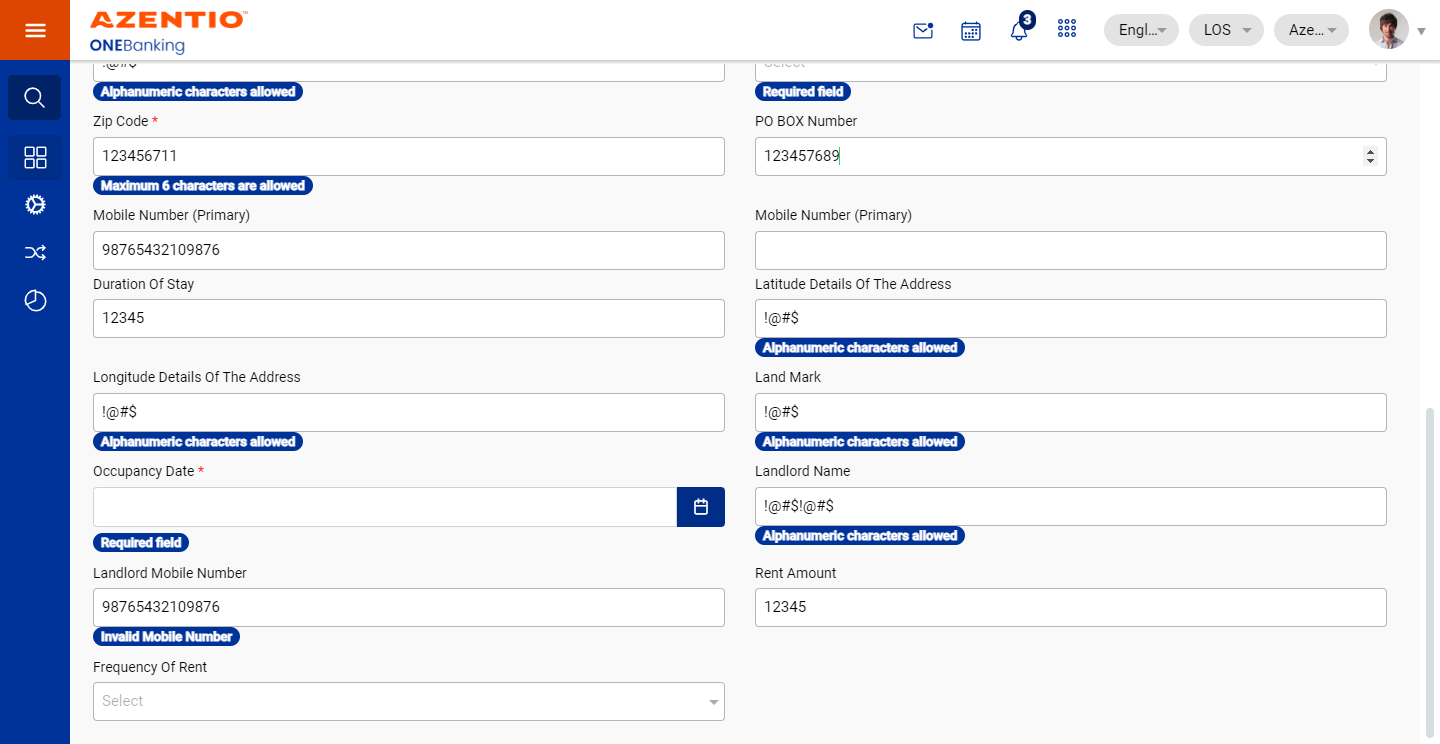 AZENTIO™
ONEBanking
3
Engl...
LOS
Aze...
!@#$
Select
Alphanumeric characters allowed
Required field
Zip Code *
PO BOX Number
123456711
123457689
Maximum 6 characters are allowed
Mobile Number (Primary)
Mobile Number (Primary)
98765432109876
Duration Of Stay
Latitude Details Of The Address
12345
!@#$
Alphanumeric characters allowed
Longitude Details Of The Address
Land Mark
!@#$
!@#$
Alphanumeric characters allowed
Alphanumeric characters allowed
Occupancy Date *
Landlord Name
!@#$!@#$
Required field
Alphanumeric characters allowed
Landlord Mobile Number
Rent Amount
98765432109876
12345
Invalid Mobile Number
Frequency Of Rent
Select